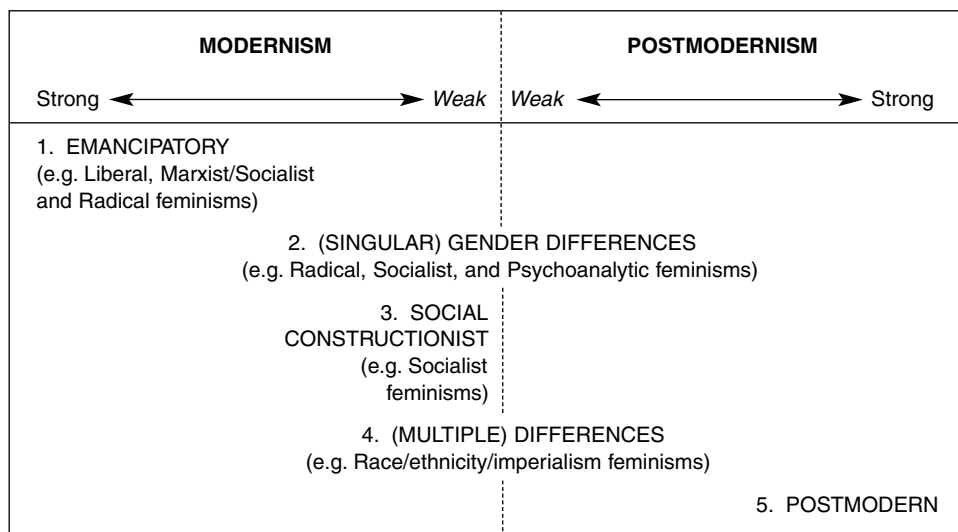 MODERNISM POSTMODERNISM
Strong Weak Weak Strong
1. EMANCIPATORY
(e.g. Liberal, Marxist/Socialist
and Radical feminisms)
2. (SINGULAR) GENDER DIFFERENCES
(e.g. Radical, Socialist, and Psychoanalytic feminisms)
3. SOCIAL
CONSTRUCTIONIST
(e.g. Socialist
feminisms)
4. (MULTIPLE) DIFFERENCES
(e.g. Race/ethnicity/imperialism feminisms)
5. POSTMODERN